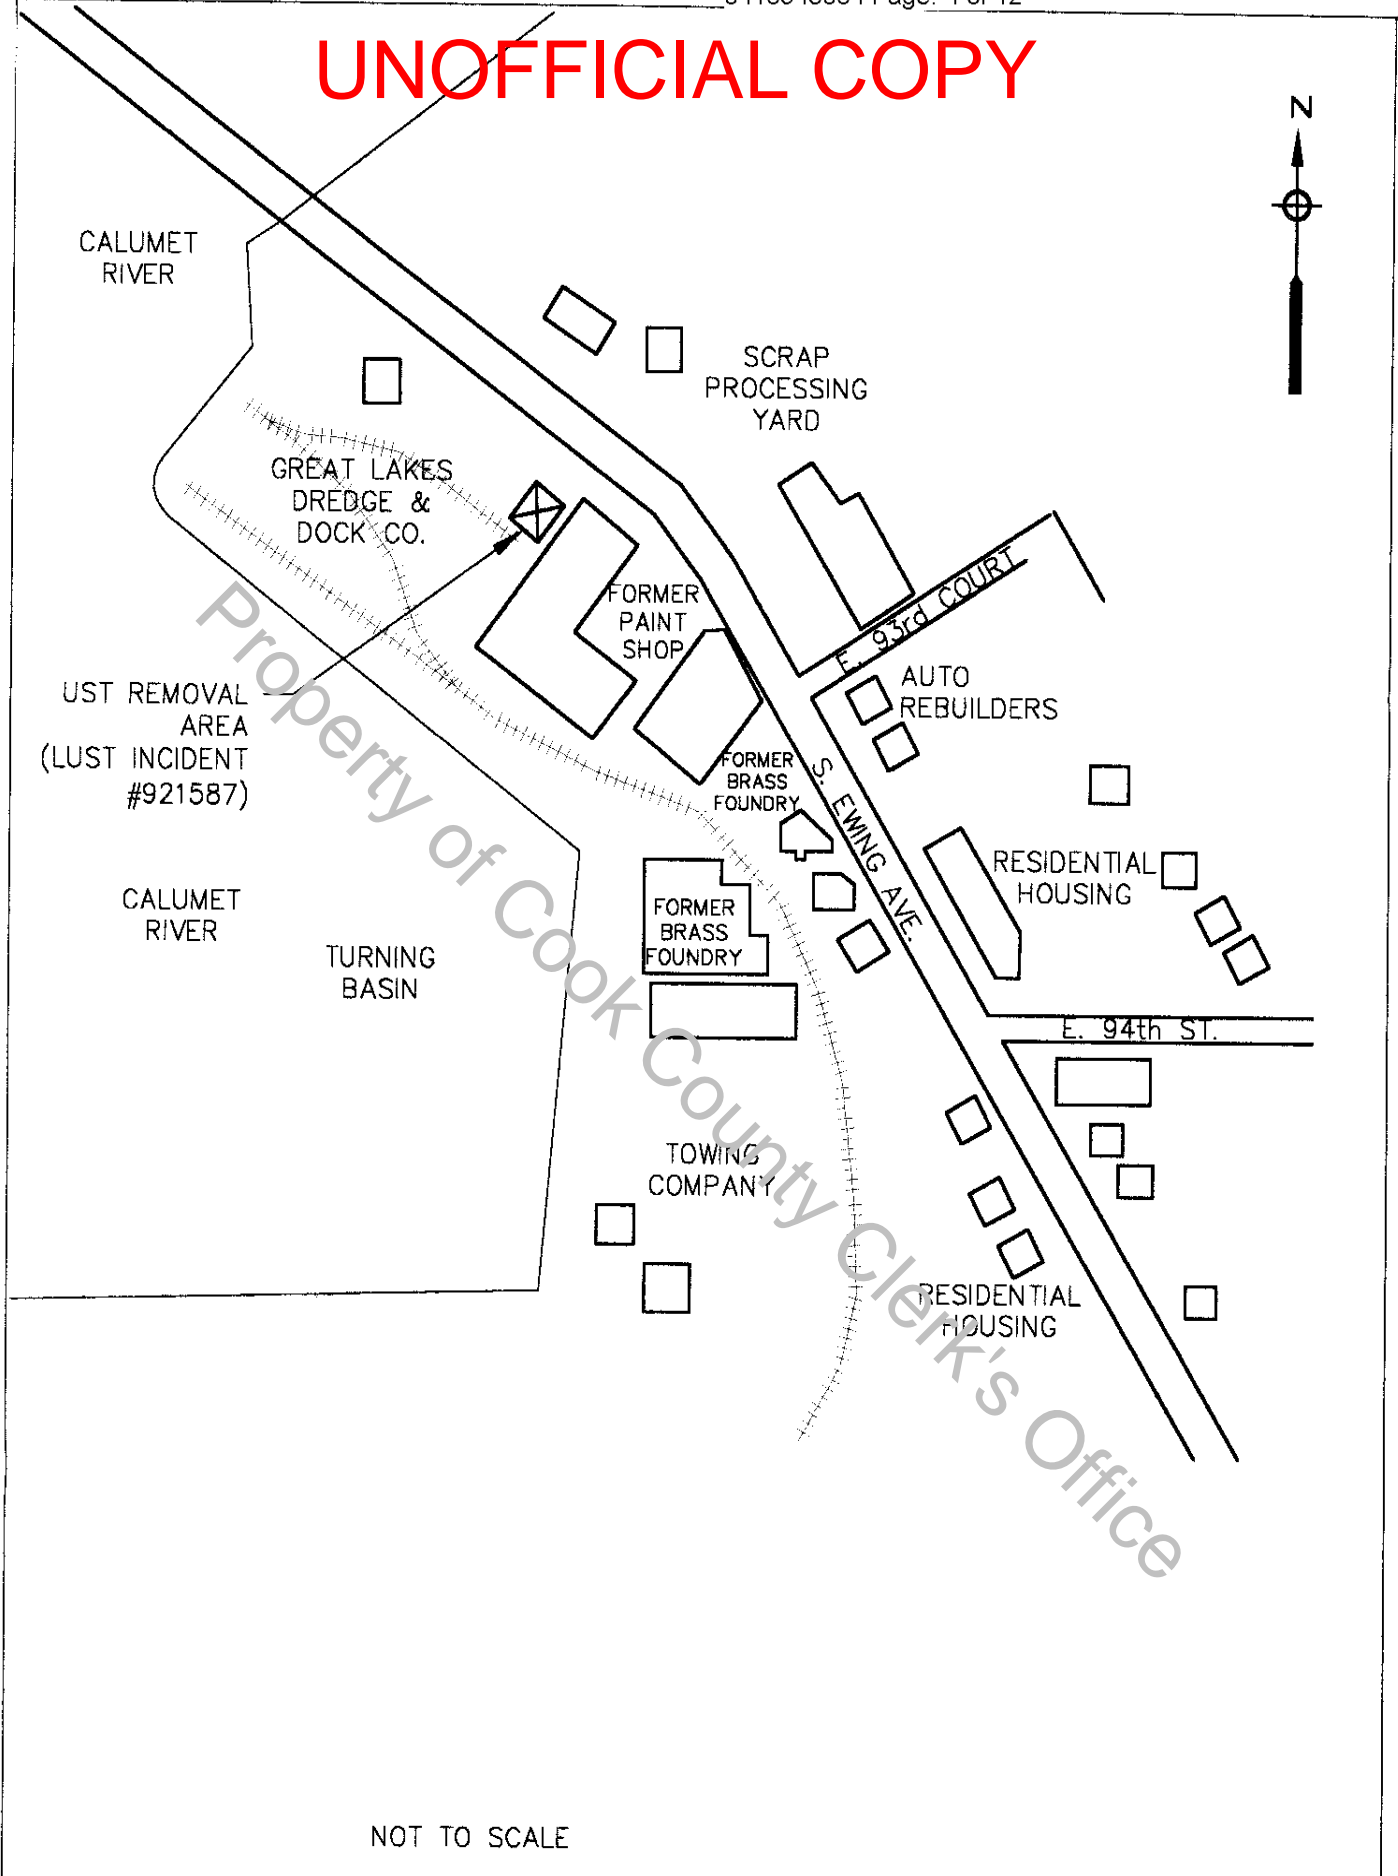 UNOFFICIAL COPY
N
CALUMET
RIVER
SCRAP
PROCESSING
YARD
GREAT LAKES
DREDGE &
DOCK CO.
FORMER
PAINT
SHOP
E. 93rd COURT
AUTO
REBUILDERS
UST REMOVAL
AREA
(LUST INCIDENT
#921587)
FORMER
BRASS
FOUNDRY
S. EWING AVE.
RESIDENTIAL
HOUSING
CALUMET
RIVER
FORMER
BRASS
FOUNDRY
TURNING
BASIN
E. 94th ST.
TOWING
COMPANY
RESIDENTIAL
HOUSING
Property of Cook County Clerk's Office
NOT TO SCALE